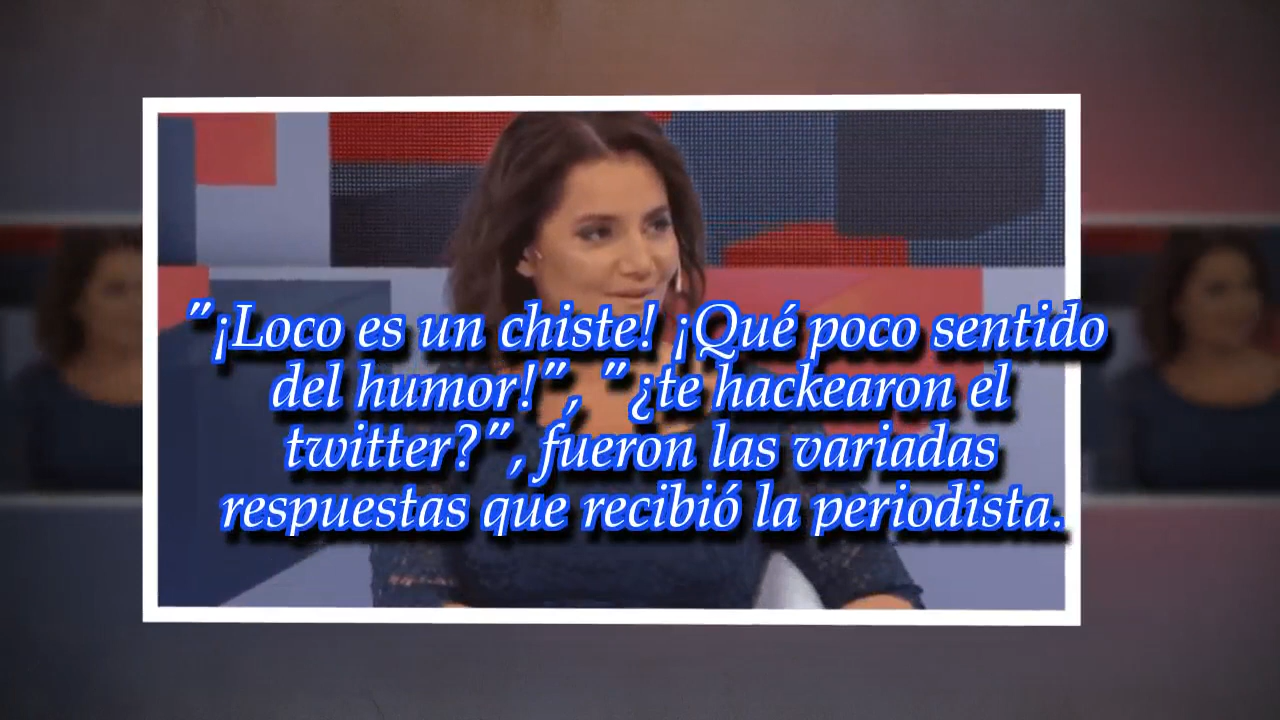 "¡Loco es un chiste! ¡Qué poco sentido
del humor!", "¿te hackearon el
twitter?", fueron las variadas
respuestas que recibió la periodista.